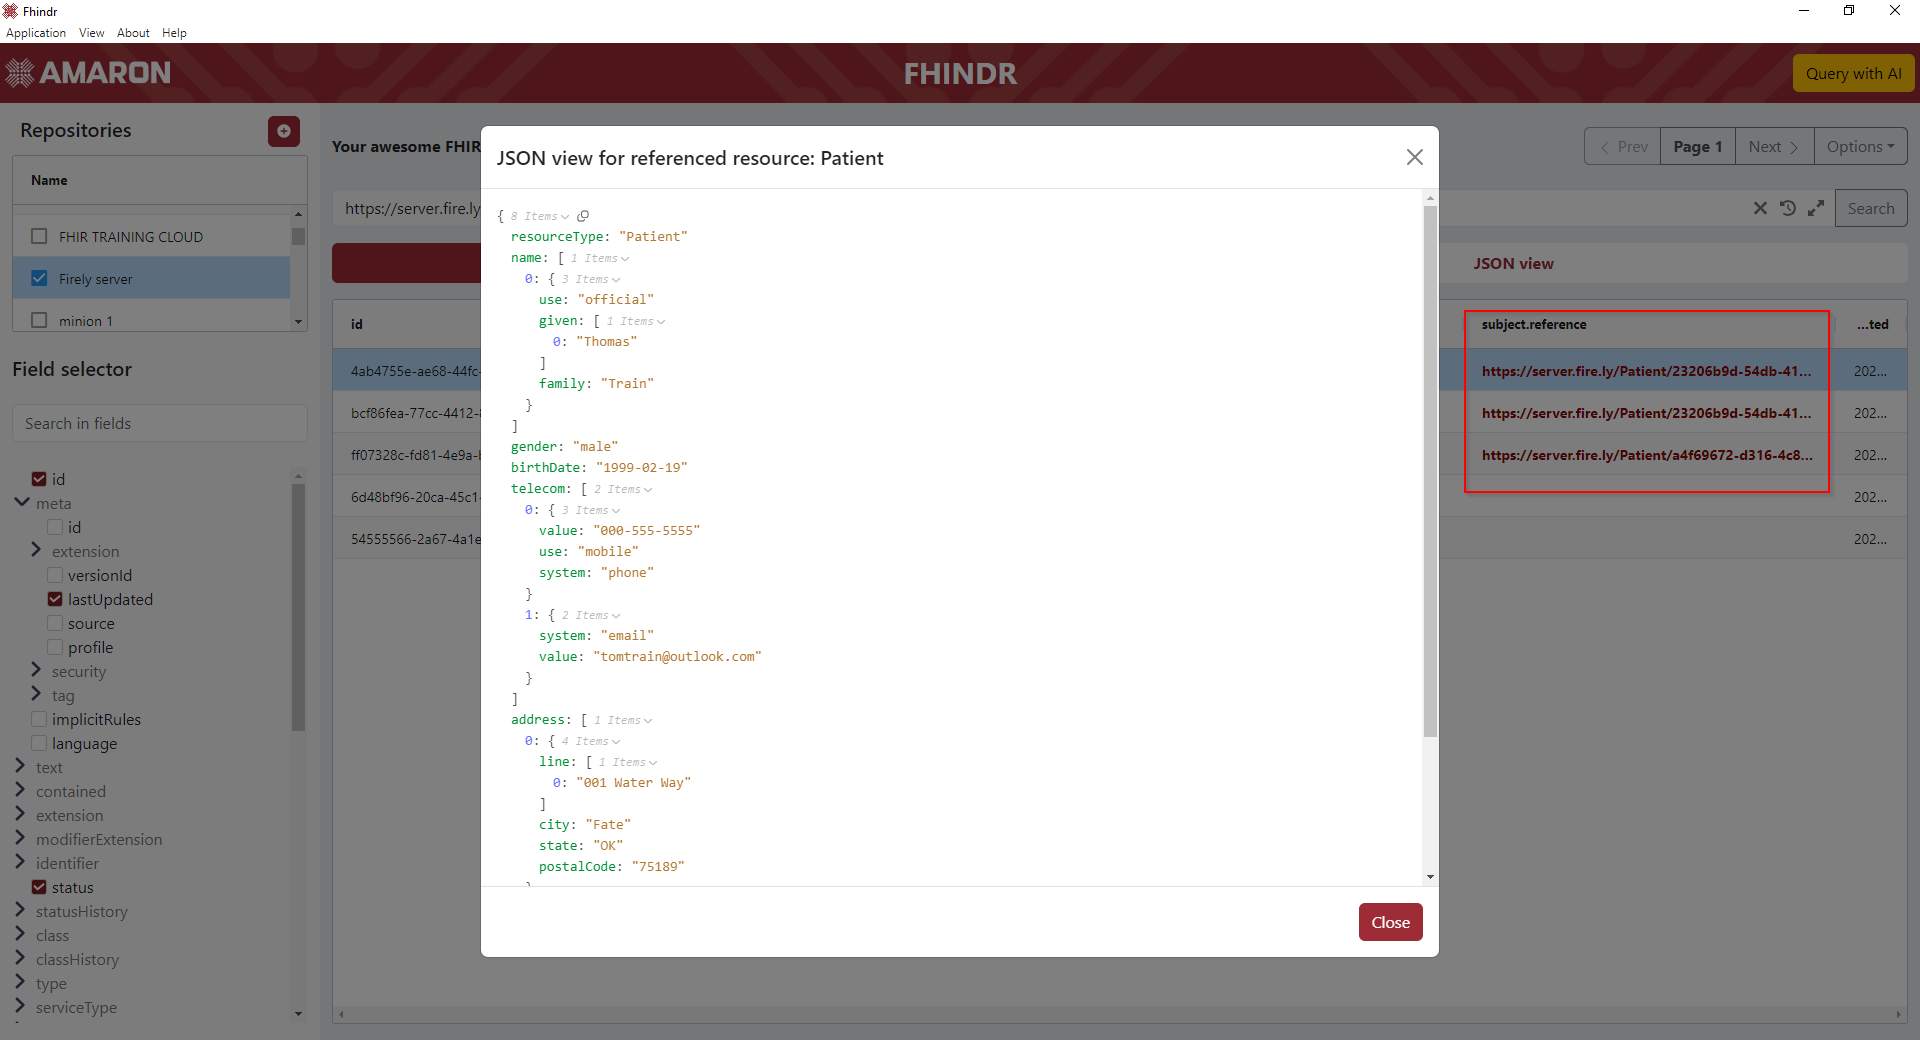 Fhindr
Application View About Help
AMARON
FHINDR
Query with AI
Repositories
Name
FHIR TRAINING CLOUD
Firely server
minion 1
Field selector
Search in fields
id
meta
id
extension
versionId
lastUpdated
source
profile
security
tag
implicitRules
language
text
contained
extension
modifierExtension
identifier
status
statusHistory
class
classHistory
type
serviceType
Your awesome FHIR
Prev Page 1 Next Options
https://server.fire.ly
Search
JSON view
id subject.reference ...ted
4ab4755e-ae68-44fc- https://server.fire.ly/Patient/23206b9d-54db-41... 202...
bcf86fea-77cc-4412- https://server.fire.ly/Patient/23206b9d-54db-41... 202...
ff07328c-fd81-4e9a- https://server.fire.ly/Patient/a4f69672-d316-4c8... 202...
6d48bf96-20ca-45c1- 202...
54555566-2a67-4a1e 202...
JSON view for referenced resource: Patient
{ 8 Items
resourceType: "Patient"
name: [ 1 Items
0: { 3 Items
use: "official"
given: [ 1 Items
0: "Thomas"
]
family: "Train"
}
]
gender: "male"
birthDate: "1999-02-19"
telecom: [ 2 Items
0: { 3 Items
value: "000-555-5555"
use: "mobile"
system: "phone"
}
1: { 2 Items
system: "email"
value: "tomtrain@outlook.com"
}
]
address: [ 1 Items
0: { 4 Items
line: [ 1 Items
0: "001 Water Way"
]
city: "Fate"
state: "OK"
postalCode: "75189"
}
Close